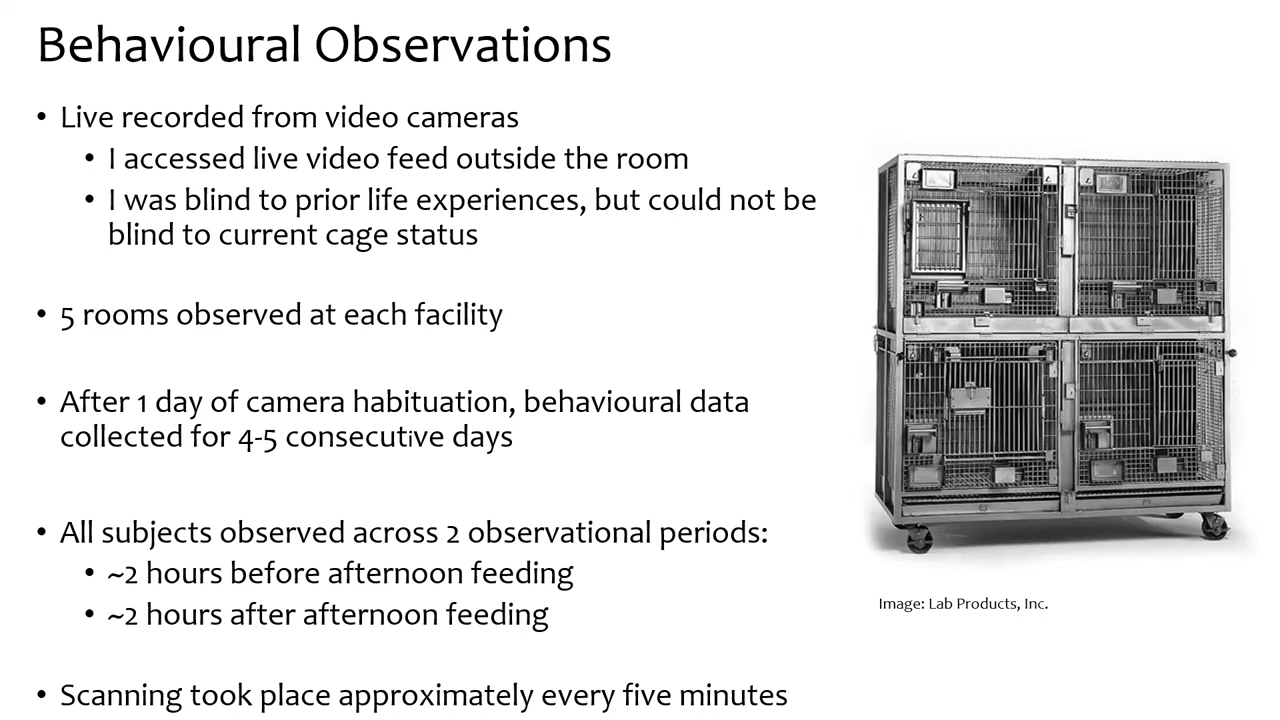 Behavioural Observations
• Live recorded from video cameras
• I accessed live video feed outside the room
• I was blind to prior life experiences, but could not be
blind to current cage status
• 5 rooms observed at each facility
• After 1 day of camera habituation, behavioural data
collected for 4-5 consecutive days
• All subjects observed across 2 observational periods:
• ~2 hours before afternoon feeding
• ~2 hours after afternoon feeding
• Scanning took place approximately every five minutes
Image: Lab Products, Inc.